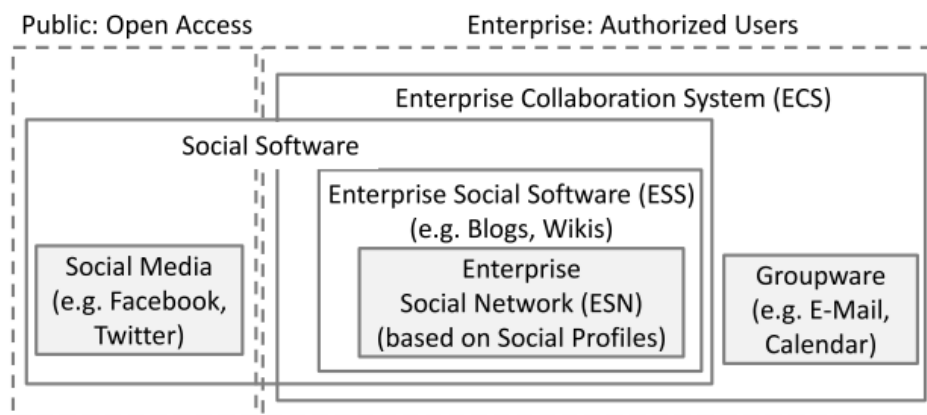 Public: Open Access
Enterprise: Authorized Users
Enterprise Collaboration System (ECS)
Social Software
Enterprise Social Software (ESS)
(e.g. Blogs, Wikis)
Social Media
(e.g. Facebook,
Twitter)
Enterprise
Social Network (ESN)
(based on Social Profiles)
Groupware
(e.g. E-Mail,
Calendar)